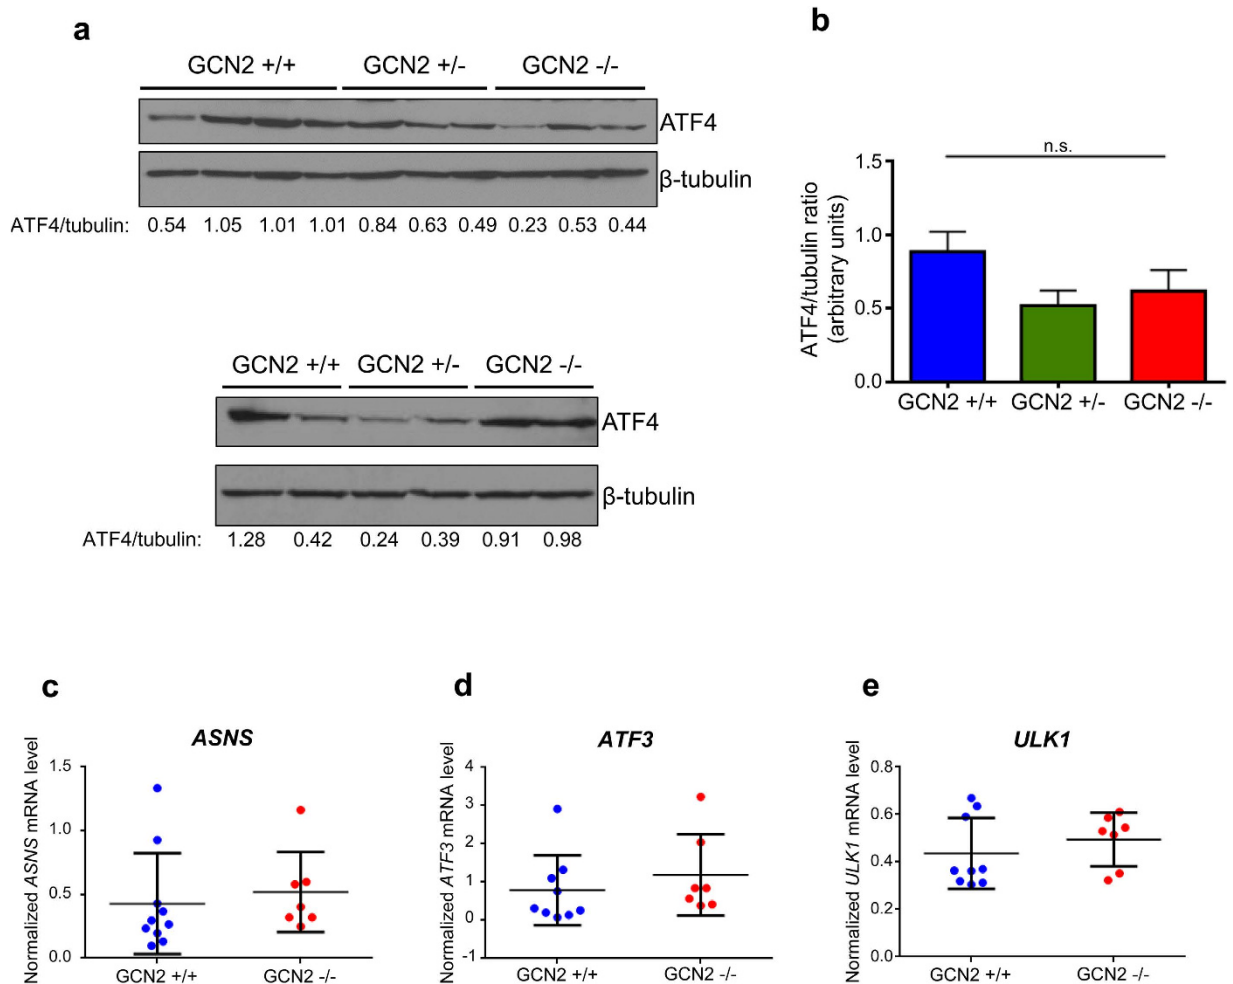 a
GCN2 +/+ GCN2 +/- GCN2 -/-
ATF4
β-tubulin
ATF4/tubulin: 0.54 1.05 1.01 1.01 0.84 0.63 0.49 0.23 0.53 0.44
GCN2 +/+ GCN2 +/- GCN2 -/-
ATF4
β-tubulin
ATF4/tubulin: 1.28 0.42 0.24 0.39 0.91 0.98
b
n.s.
ATF4/tubulin ratio
(arbitrary units)
1.5
1.0
0.5
0.0
GCN2 +/+ GCN2 +/- GCN2 -/-
c
ASNS
Normalized ASNS mRNA level
1.5
1.0
0.5
0.0
GCN2 +/+ GCN2 -/-
d
ATF3
Normalized ATF3 mRNA level
4
3
2
1
0
-1
GCN2 +/+ GCN2 -/-
e
ULK1
Normalized ULK1 mRNA level
0.8
0.6
0.4
0.2
0.0
GCN2 +/+ GCN2 -/-